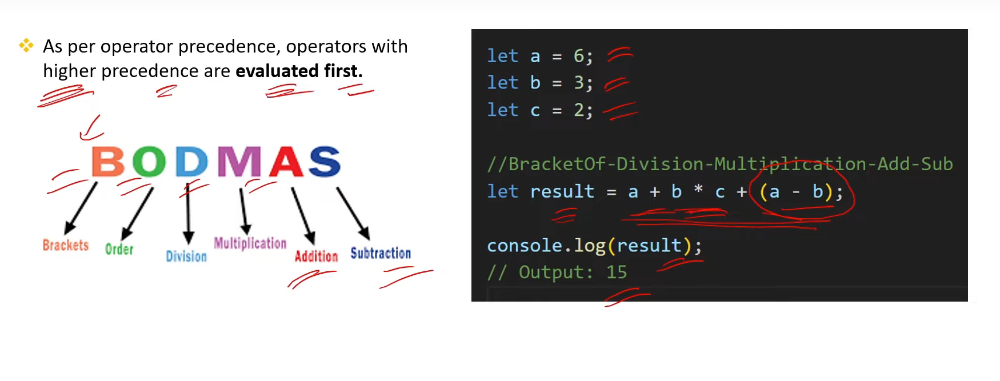 As per operator precedence, operators with
higher precedence are evaluated first.
BODMAS
Brackets
Order
Division
Multiplication
Addition
Subtraction
let a = 6;
let b = 3;
let c = 2;
//BracketOf-Division-Multiplication-Add-Sub
let result = a + b * c + (a - b);
console.log(result);
// Output: 15